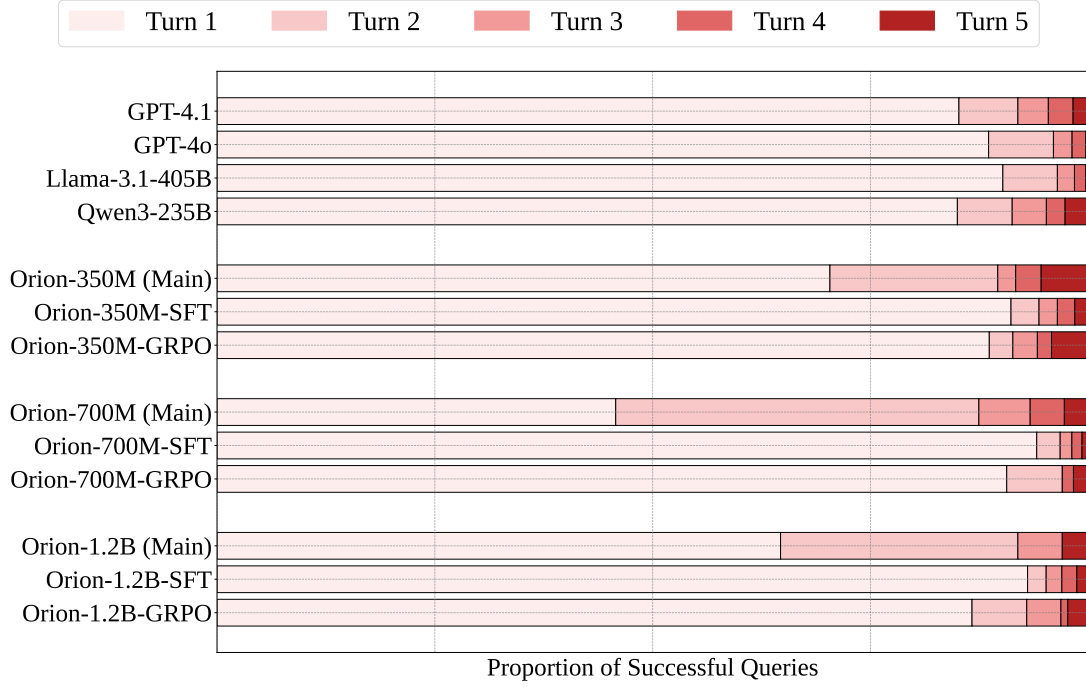 Turn 1 Turn 2 Turn 3 Turn 4 Turn 5
GPT-4.1
GPT-4o
Llama-3.1-405B
Qwen3-235B
Orion-350M (Main)
Orion-350M-SFT
Orion-350M-GRPO
Orion-700M (Main)
Orion-700M-SFT
Orion-700M-GRPO
Orion-1.2B (Main)
Orion-1.2B-SFT
Orion-1.2B-GRPO
Proportion of Successful Queries